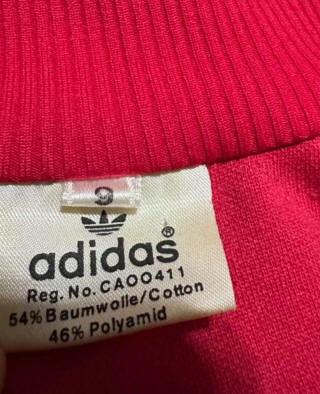 9
adidas®
Reg. No. CA00411
54% Baumwolle/Cotton
46% Polyamid